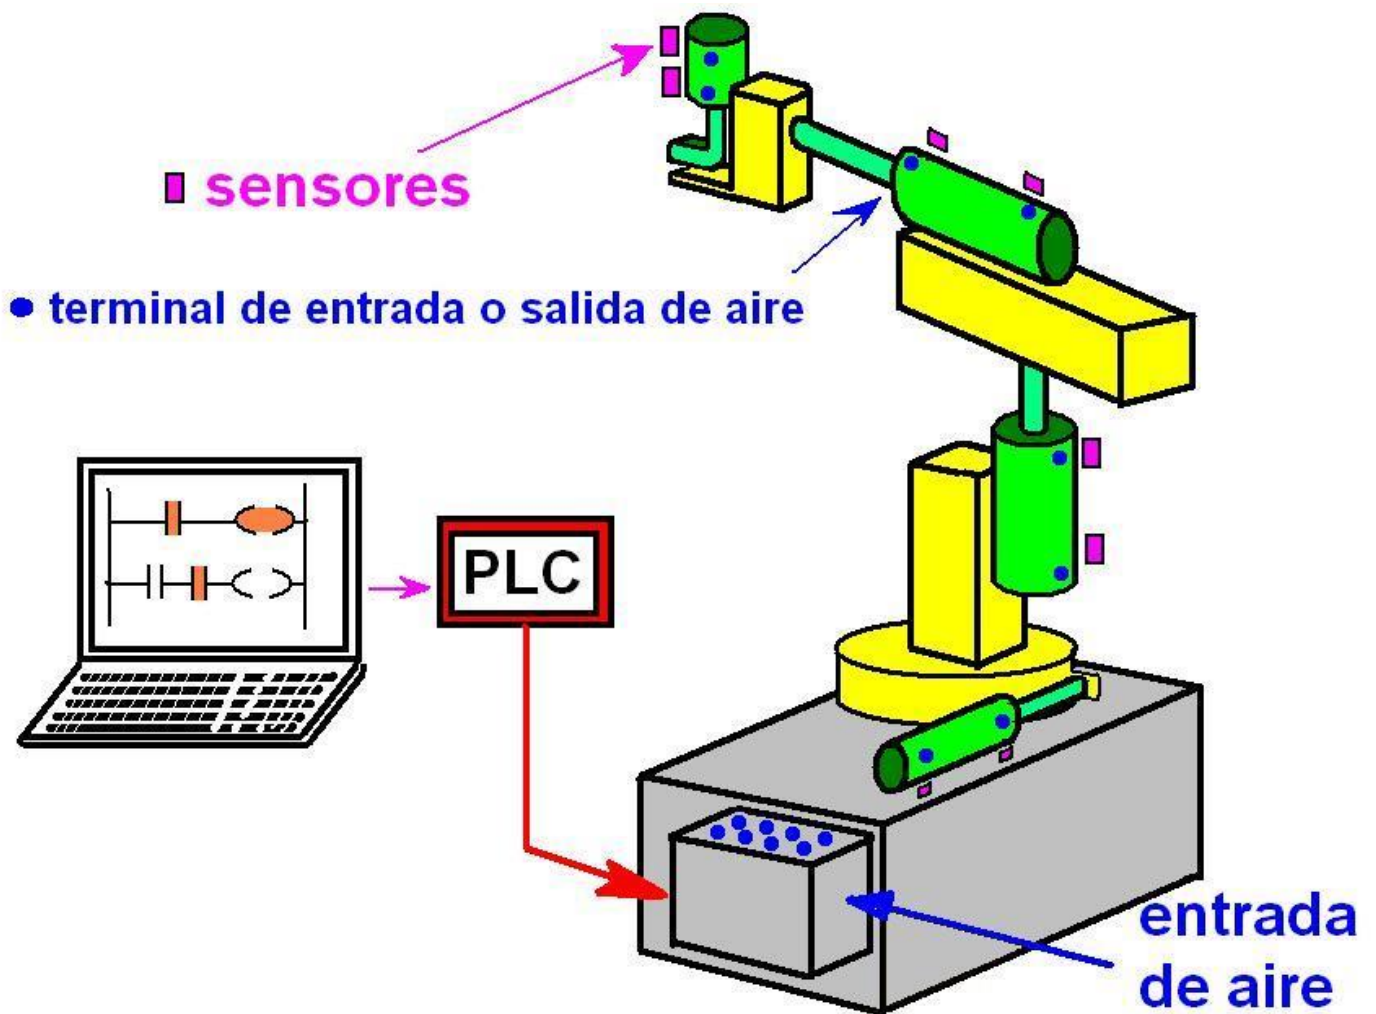 sensores
terminal de entrada o salida de aire
PLC
entrada
de aire